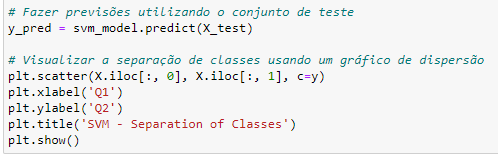 # Fazer previsões utilizando o conjunto de teste
y_pred = svm_model.predict(X_test)
# Visualizar a separação de classes usando um gráfico de dispersão
plt.scatter(X.iloc[:, 0], X.iloc[:, 1], c=y)
plt.xlabel('Q1')
plt.ylabel('Q2')
plt.title('SVM - Separation of Classes')
plt.show()